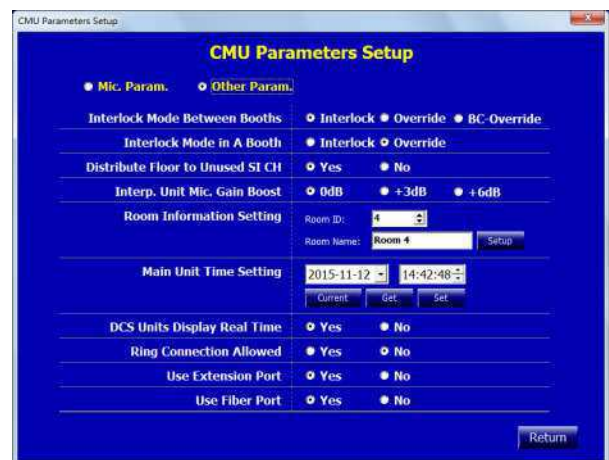 CMU Parameters Setup
CMU Parameters Setup
Mic. Param. Other Param.
Interlock Mode Between Booths Interlock Override BC-Override
Interlock Mode in A Booth Interlock Override
Distribute Floor to Unused SI CH Yes No
Interp. Unit Mic. Gain Boost 0dB +3dB +6dB
Room Information Setting Room ID: 4
Room Name: Room 4 Setup
Main Unit Time Setting 2015-11-12 14:42:48
Current Get Set
DCS Units Display Real Time Yes No
Ring Connection Allowed Yes No
Use Extension Port Yes No
Use Fiber Port Yes No
Return